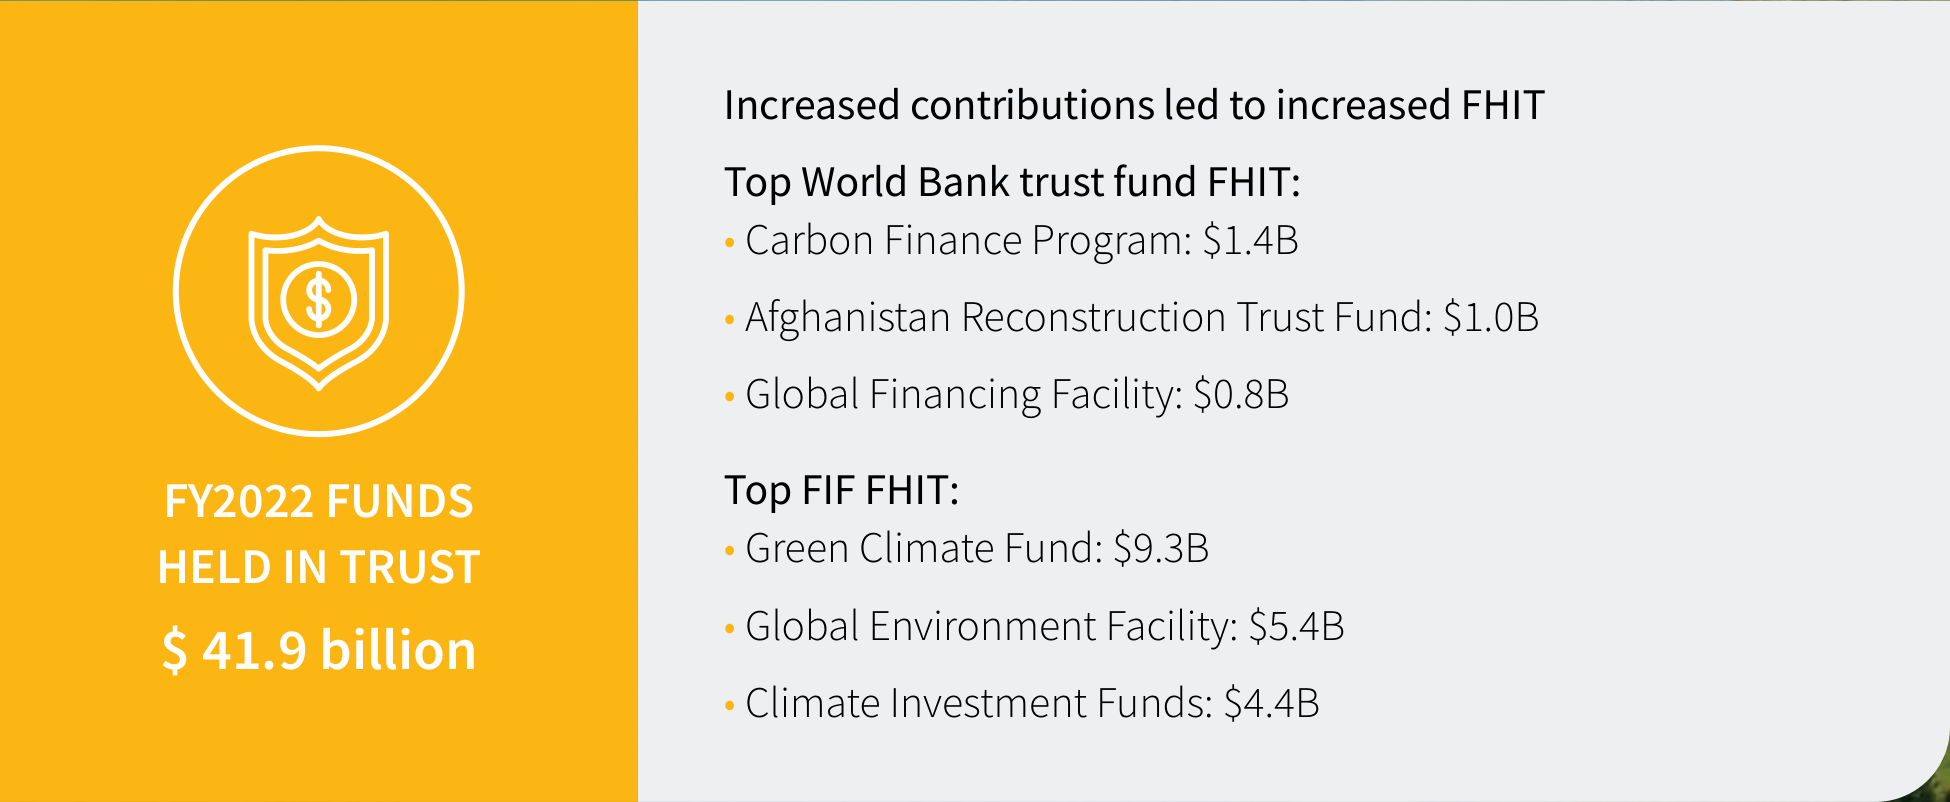 FY2022 FUNDS
HELD IN TRUST
$ 41.9 billion
Increased contributions led to increased FHIT
Top World Bank trust fund FHIT:
• Carbon Finance Program: $1.4B
• Afghanistan Reconstruction Trust Fund: $1.0B
• Global Financing Facility: $0.8B
Top FIF FHIT:
• Green Climate Fund: $9.3B
• Global Environment Facility: $5.4B
• Climate Investment Funds: $4.4B